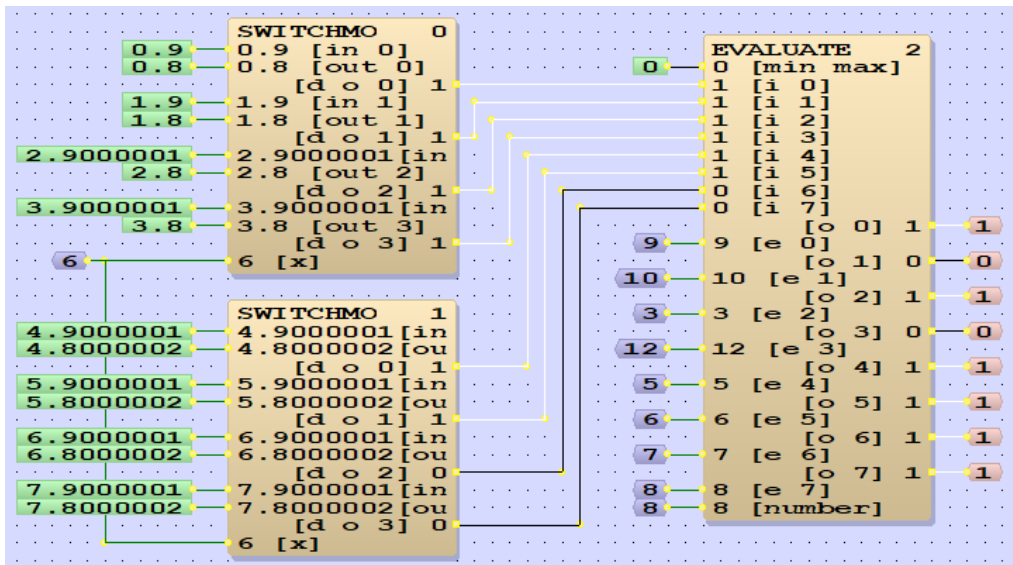 SWITCHMO 0
0.9 0.9 [in 0]
0.8 0.8 [out 0]
[d o 0] 1
1.9 1.9 [in 1]
1.8 1.8 [out 1]
[d o 1] 1
2.9000001 2.9000001[in
2.8 2.8 [out 2]
[d o 2] 1
3.9000001 3.9000001[in
3.8 3.8 [out 3]
[d o 3] 1
6 6 [x]
SWITCHMO 1
4.9000001 4.9000001[in
4.8000002 4.8000002[ou
[d o 0] 1
5.9000001 5.9000001[in
5.8000002 5.8000002[ou
[d o 1] 1
6.9000001 6.9000001[in
6.8000002 6.8000002[ou
[d o 2] 0
7.9000001 7.9000001[in
7.8000002 7.8000002[ou
[d o 3] 0
6 [x]
EVALUATE 2
0 0 [min max]
1 [i 0]
1 [i 1]
1 [i 2]
1 [i 3]
1 [i 4]
1 [i 5]
0 [i 6]
0 [i 7]
[o 0] 1 1
9 9 [e 0]
[o 1] 0 0
10 10 [e 1]
[o 2] 1 1
3 3 [e 2]
[o 3] 0 0
12 12 [e 3]
[o 4] 1 1
5 5 [e 4]
[o 5] 1 1
6 6 [e 5]
[o 6] 1 1
7 7 [e 6]
[o 7] 1 1
8 8 [e 7]
8 8 [number]